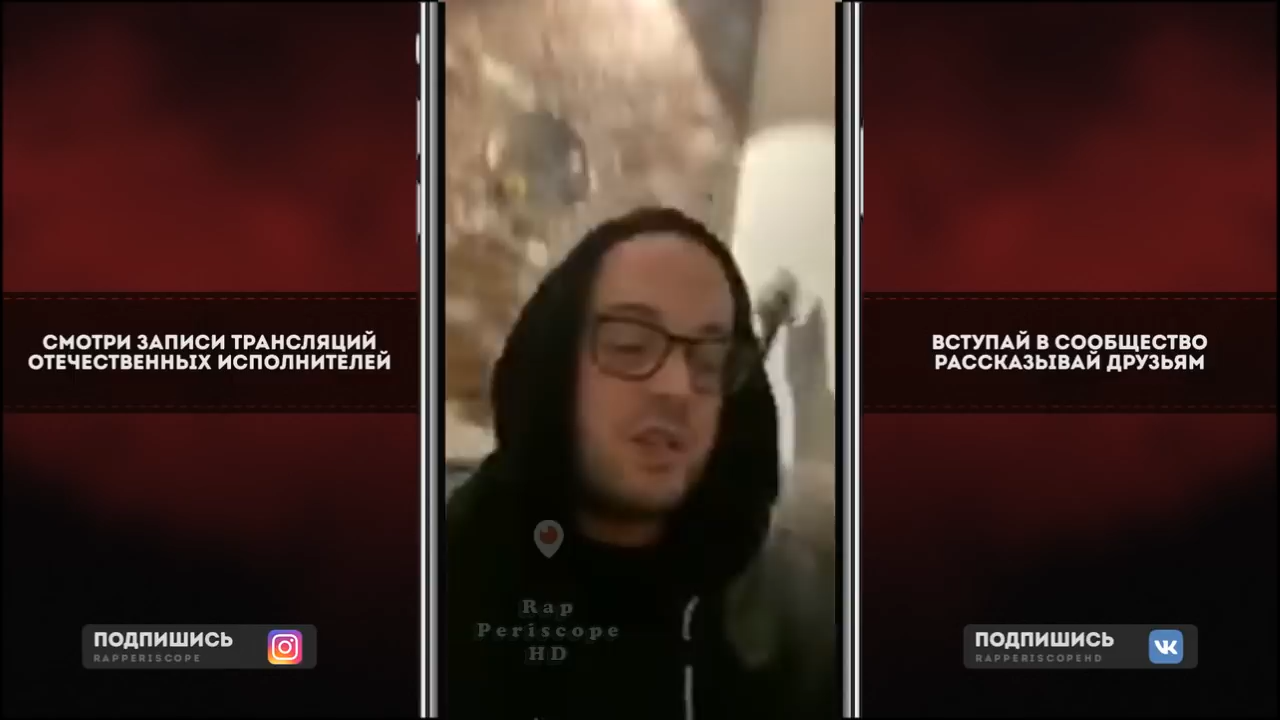 СМОТРИ ЗАПИСИ ТРАНСЛЯЦИЙ
ОТЕЧЕСТВЕННЫХ ИСПОЛНИТЕЛЕЙ
ВСТУПАЙ В СООБЩЕСТВО
РАССКАЗЫВАЙ ДРУЗЬЯМ
Rap
Periscope
HD
ПОДПИШИСЬ
RAPPERISCOPE
ПОДПИШИСЬ
RAPPERISCOPEHD